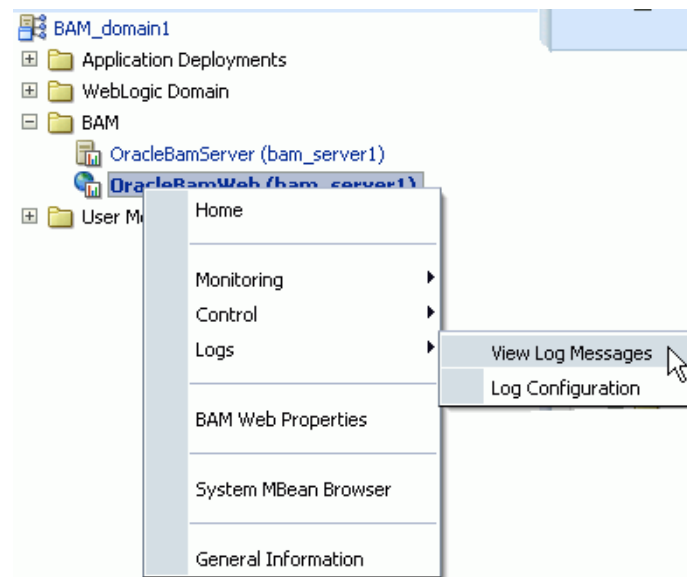 BAM_domain1
Application Deployments
WebLogic Domain
BAM
OracleBamServer (bam_server1)
OracleBamWeb (bam_server1)
User M
Home
Monitoring
Control
Logs
View Log Messages
Log Configuration
BAM Web Properties
System MBean Browser
General Information